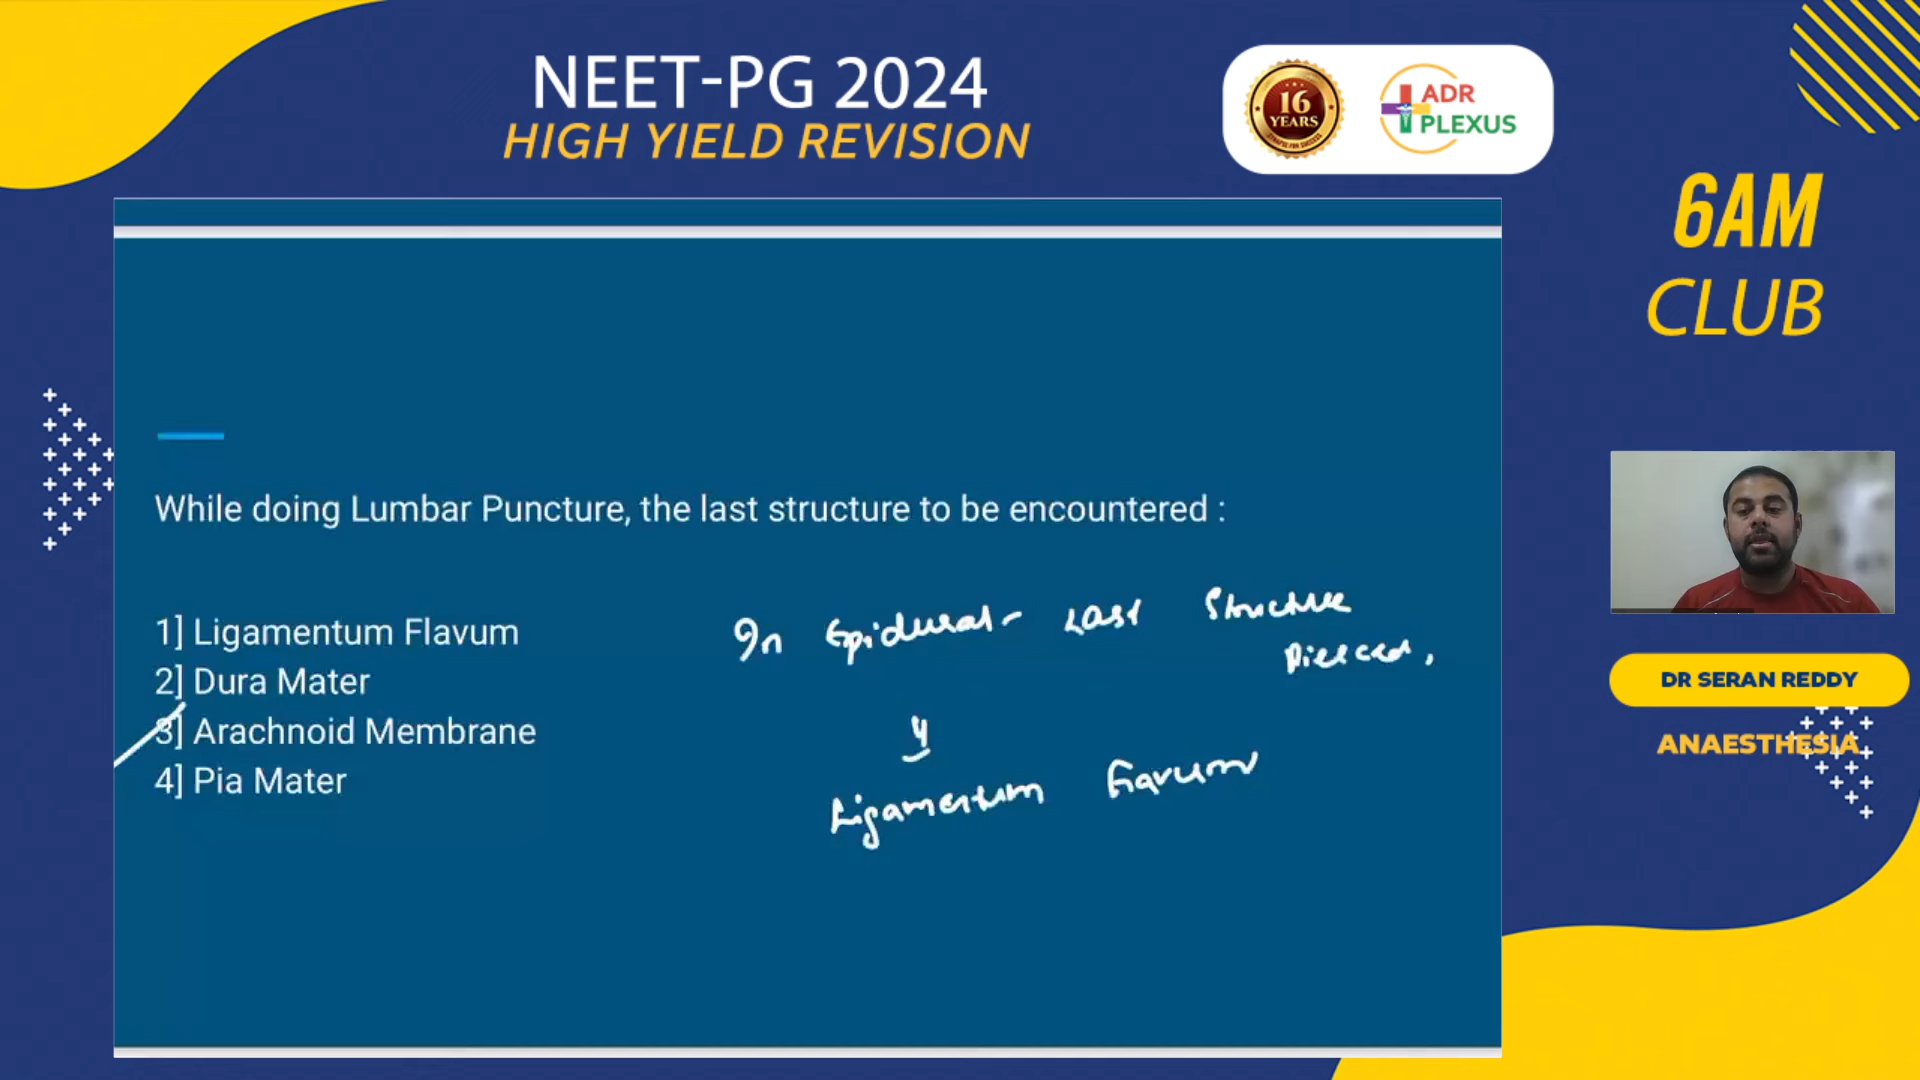 NEET-PG 2024
HIGH YIELD REVISION
16
YEARS
ADR
PLEXUS
6AM
CLUB
While doing Lumbar Puncture, the last structure to be encountered :
1] Ligamentum Flavum
2] Dura Mater
3] Arachnoid Membrane
4] Pia Mater
In Epidural - Last Structure
Pierced,
Ligamentum Flavum
DR SERAN REDDY
ANAESTHESIA